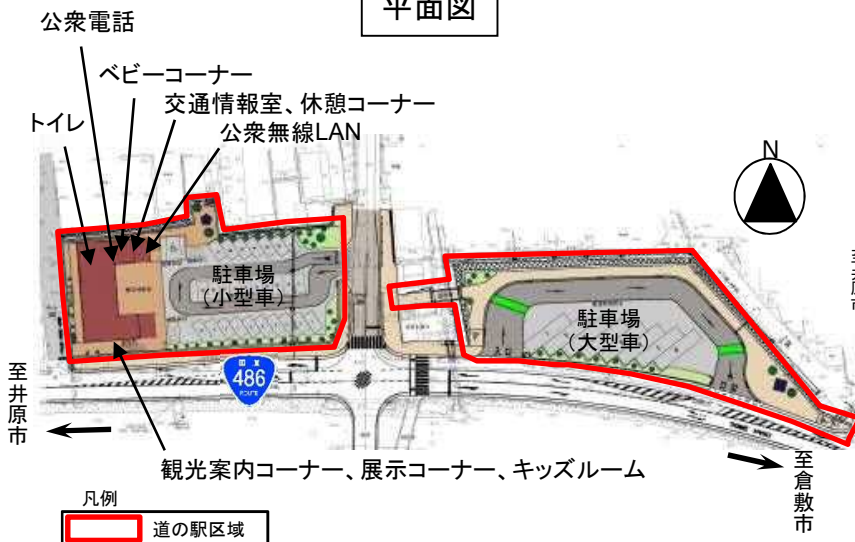 平面図
公衆電話
ベビーコーナー
交通情報室、休憩コーナー
トイレ
公衆無線LAN
N
駐車場
（小型車）
駐車場
（大型車）
国道
486
ROUTE
至井原市
観光案内コーナー、展示コーナー、キッズルーム
至倉敷市
凡例
道の駅区域